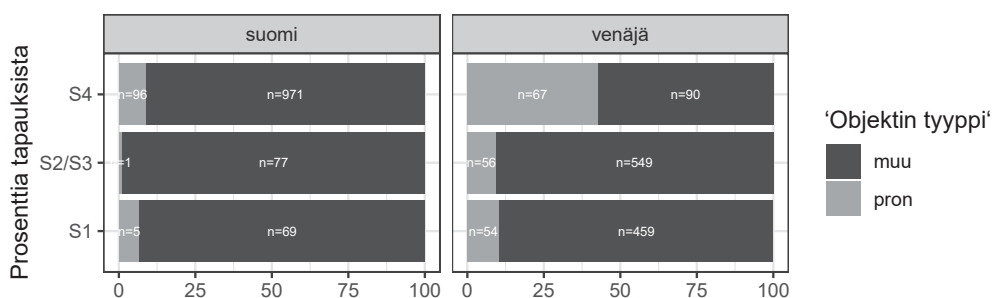 suomi
venäjä
Prosenttia tapauksista
S4
n=96
n=971
n=67
n=90
S2/S3
=1
n=77
n=56
n=549
S1
n=5
n=69
n=54
n=459
0 25 50 75 100
0 25 50 75 100
‘Objektin tyyppi‘
muu
pron